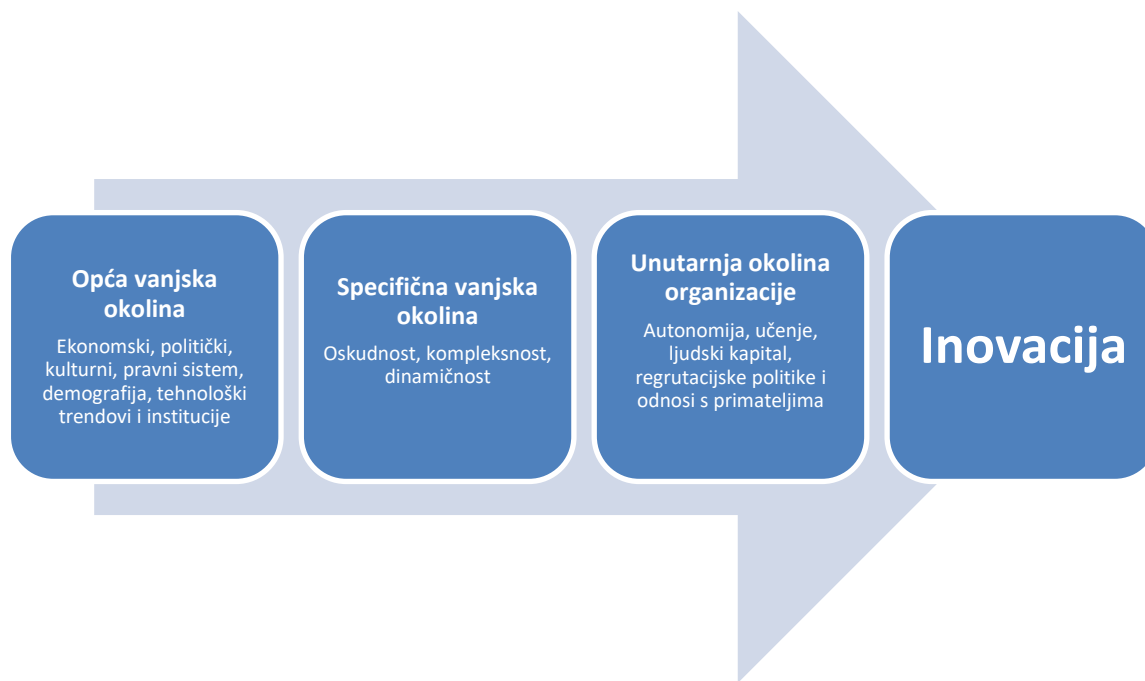 Opća vanjska
okolina
Ekonomski, politički,
kulturni, pravni sistem,
demografija, tehnološki
trendovi i institucije
Specifična vanjska
okolina
Oskudnost, kompleksnost,
dinamičnost
Unutarnja okolina
organizacije
Autonomija, učenje,
ljudski kapital,
regrutacijske politike i
odnosi s primateljima
Inovacija